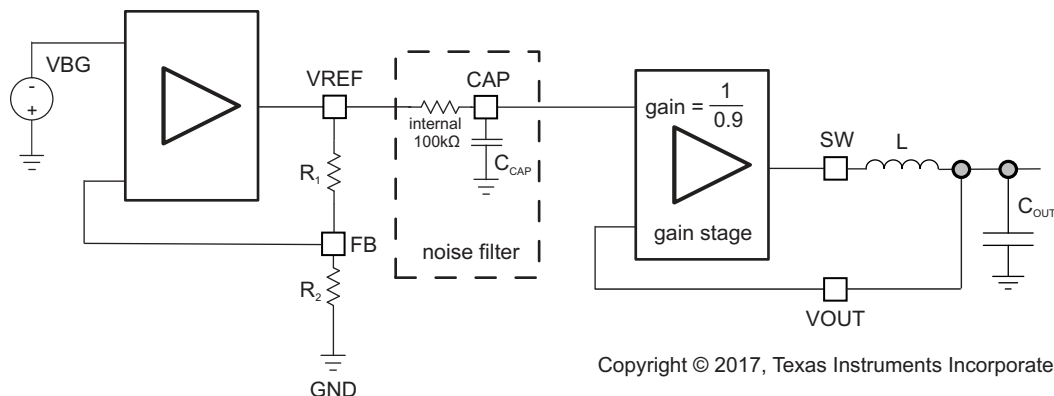 VBG
-
+
VREF
R1
FB
R2
GND
internal
100kΩ
CAP
CCAP
noise filter
gain = 1
0.9
gain stage
SW
L
COUT
VOUT
Copyright © 2017, Texas Instruments Incorporate